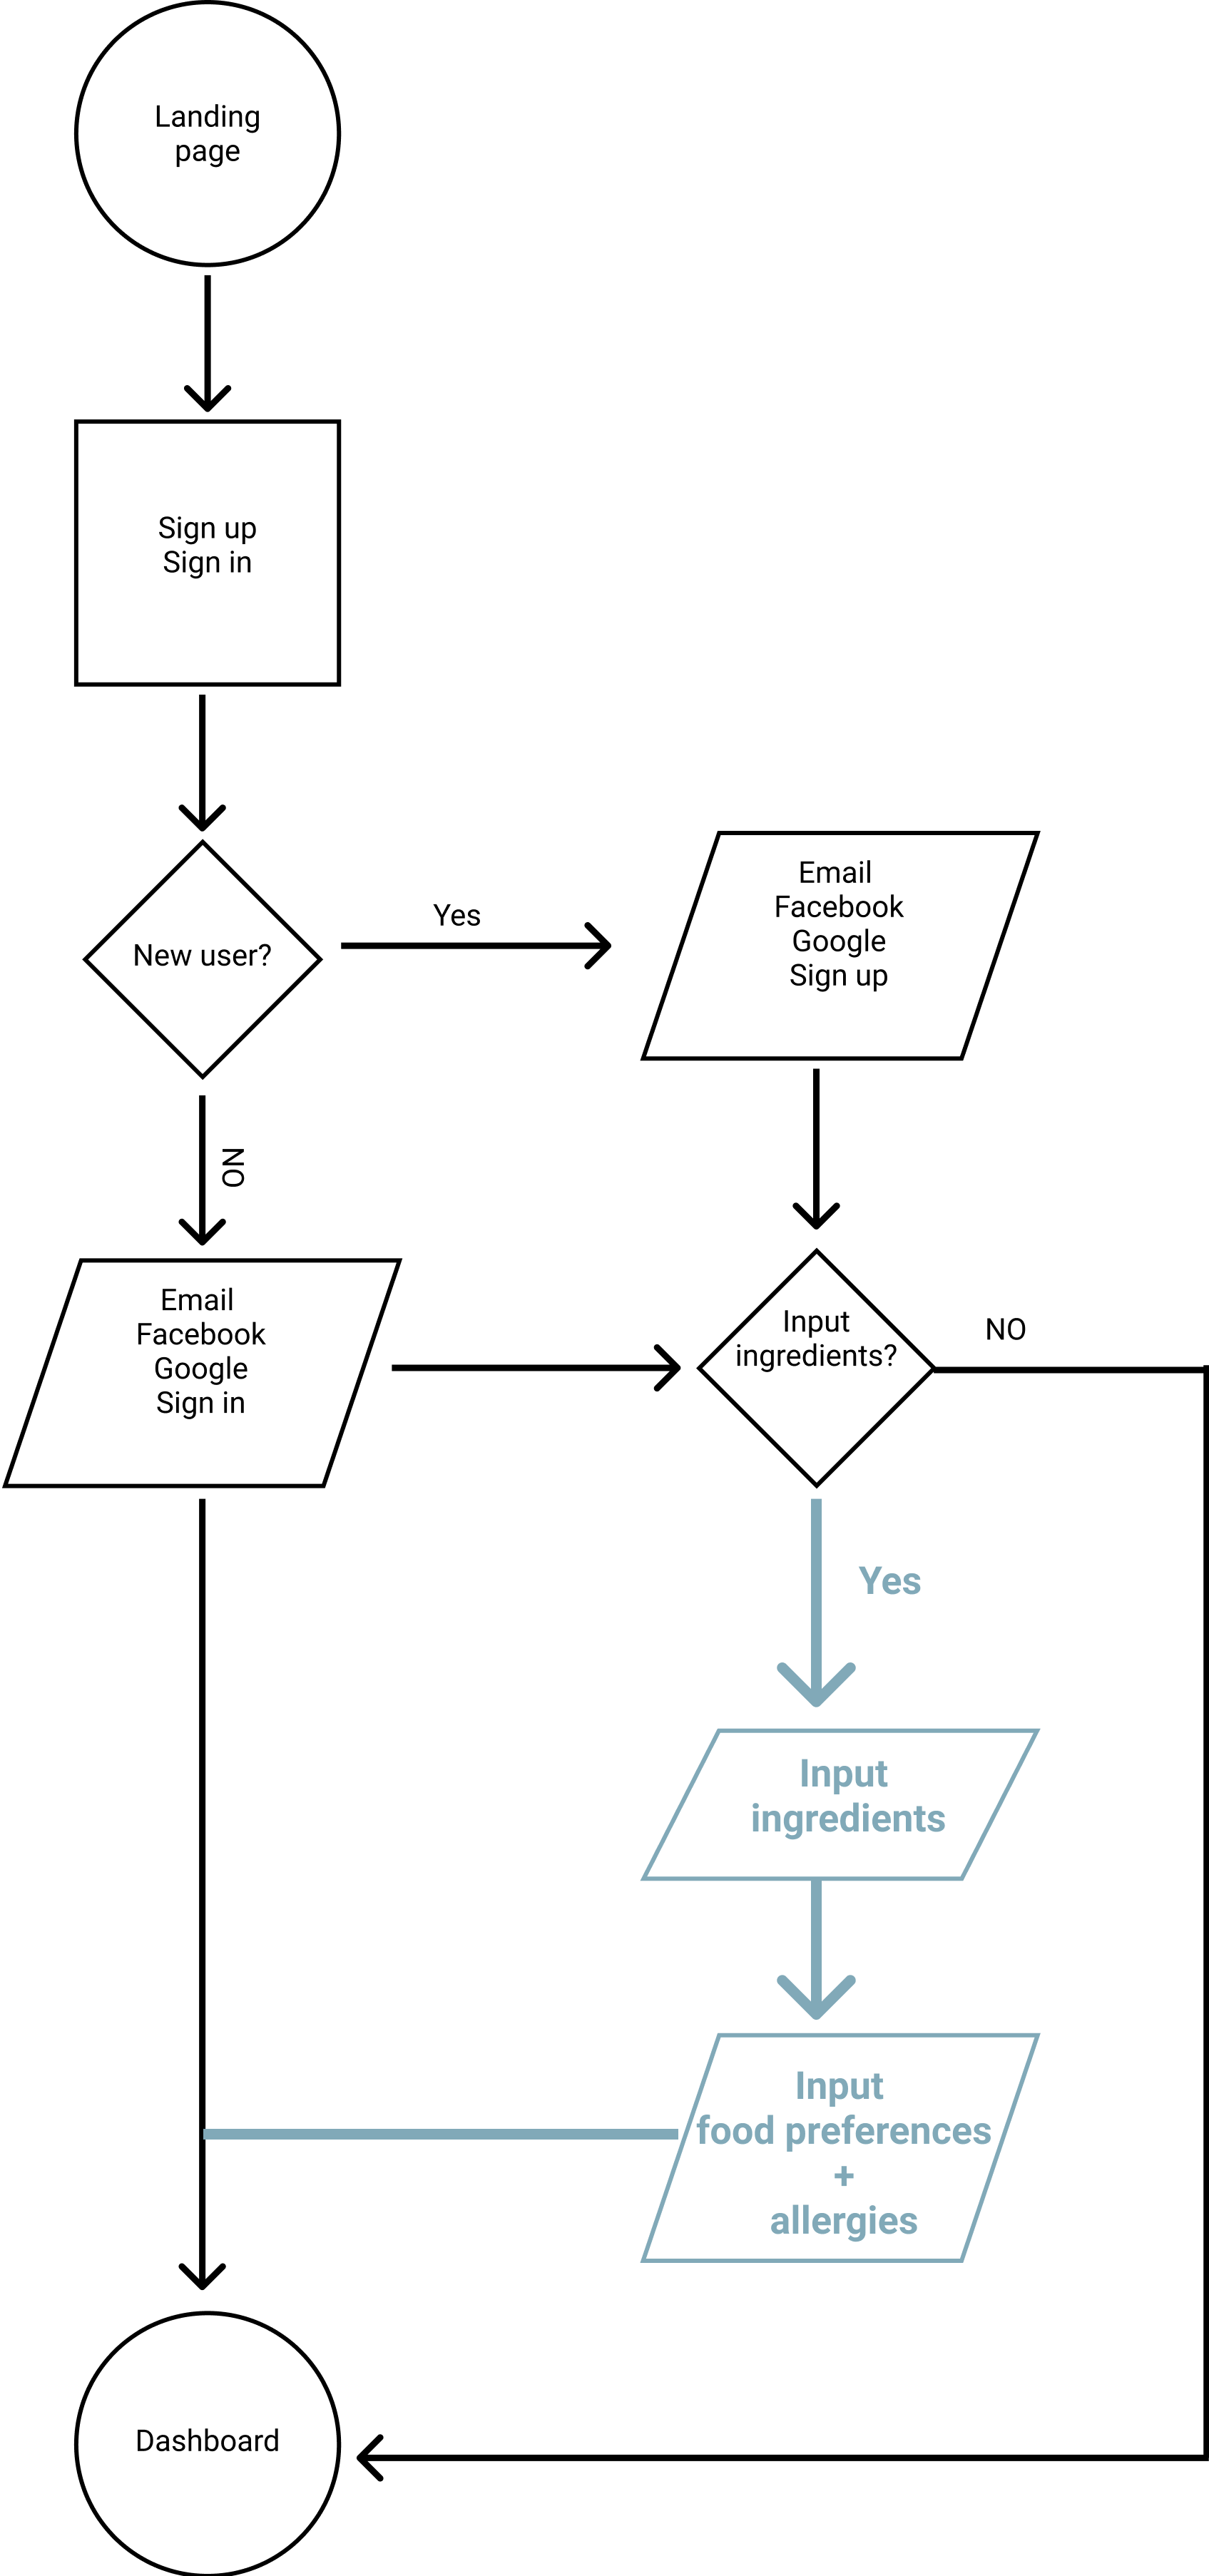 Landing
page
Sign up
Sign in
New user?
Yes
Email
Facebook
Google
Sign up
NO
Email
Facebook
Google
Sign in
Input
ingredients?
NO
Yes
Input
ingredients
Input
food preferences
+
allergies
Dashboard